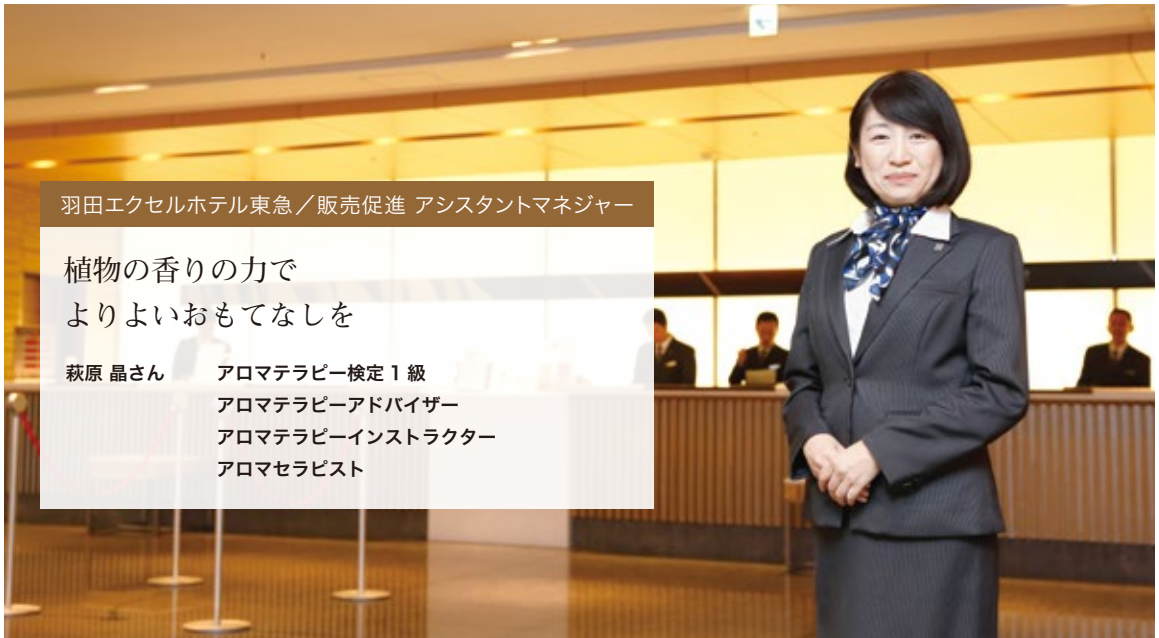 羽田エクセルホテル東急／販売促進 アシスタントマネジャー
植物の香りの力で
よりよいおもてなしを
萩原 晶さん アロマテラピー検定 1 級
アロマテラピーアドバイザー
アロマテラピーインストラクター
アロマセラピスト